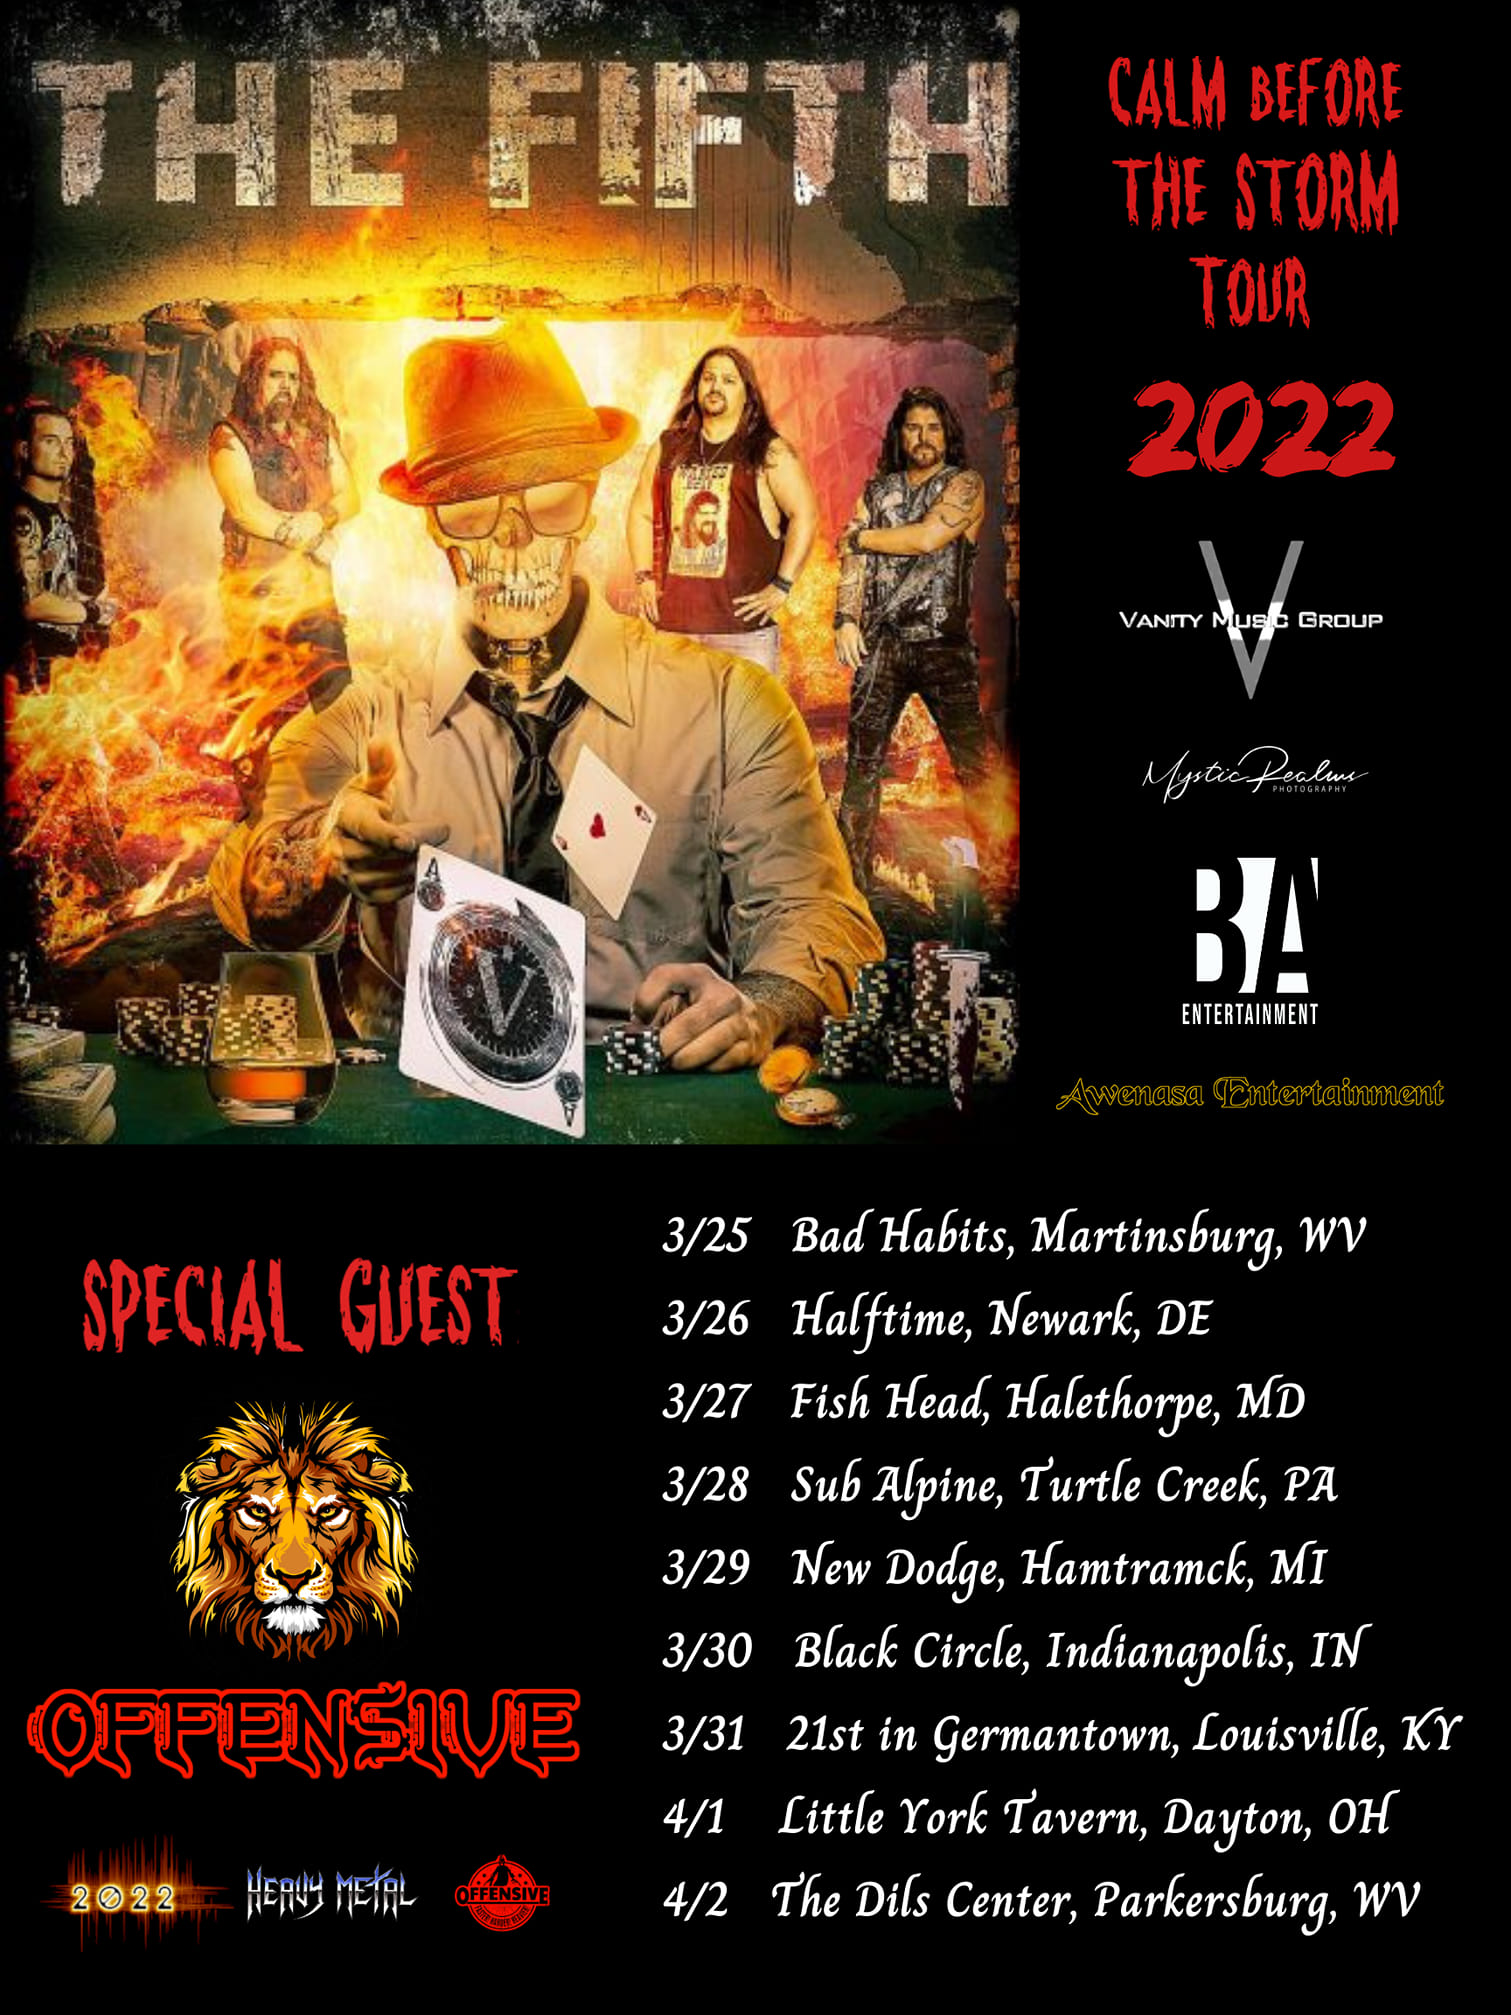 THE FIFTH
CALM BEFORE
THE STORM
TOUR
2022
V
VANITY MUSIC GROUP
Mystic Realms
PHOTOGRAPHY
BA
ENTERTAINMENT
Awenasa Entertainment
A
A
V
A
SPECIAL GUEST
OFFENSIVE
2022
HEAVY METAL
OFFENSIVE
3/25 Bad Habits, Martinsburg, WV
3/26 Halftime, Newark, DE
3/27 Fish Head, Halethorpe, MD
3/28 Sub Alpine, Turtle Creek, PA
3/29 New Dodge, Hamtramck, MI
3/30 Black Circle, Indianapolis, IN
3/31 21st in Germantown, Louisville, KY
4/1 Little York Tavern, Dayton, OH
4/2 The Dils Center, Parkersburg, WV